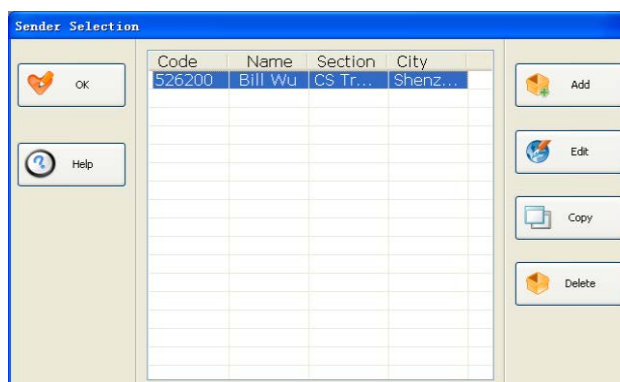 Sender Selection
OK
Help
Code Name Section City
526200 Bill Wu CS Tr... Shenz...
Add
Edit
Copy
Delete